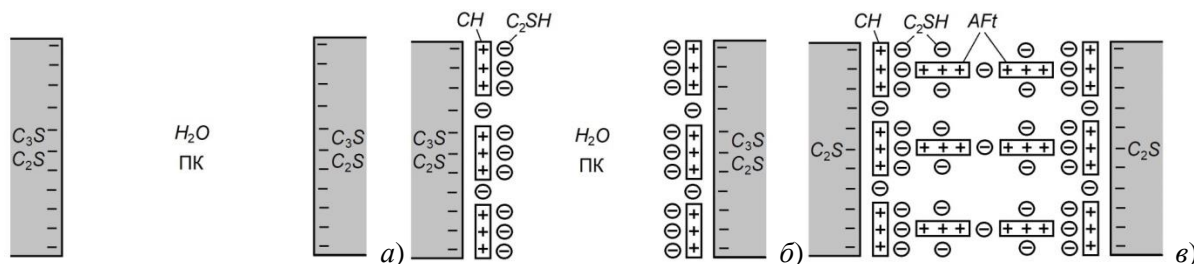 CH C₂SH
C₃S
C₂S
H₂O
ПК
C₃S
C₂S
а)
C₃S
C₂S
H₂O
ПК
C₃S
C₂S
б)
CH C₂SH AFt
C₂S
C₂S
в)